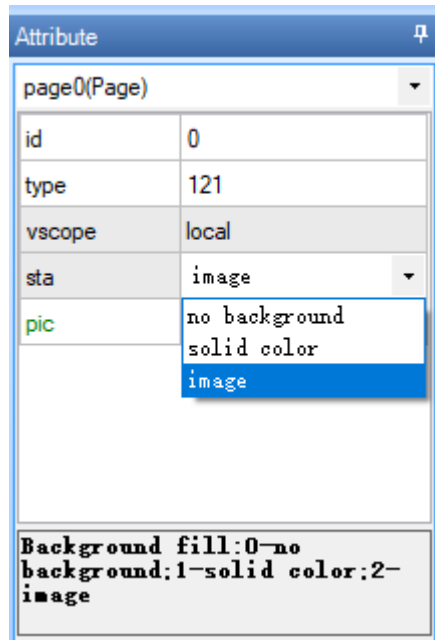 Attribute
page0(Page)
id 0
type 121
vscope local
sta image
pic
no background
solid color
image
Background fill:0-no
background;1-solid color;2-
image